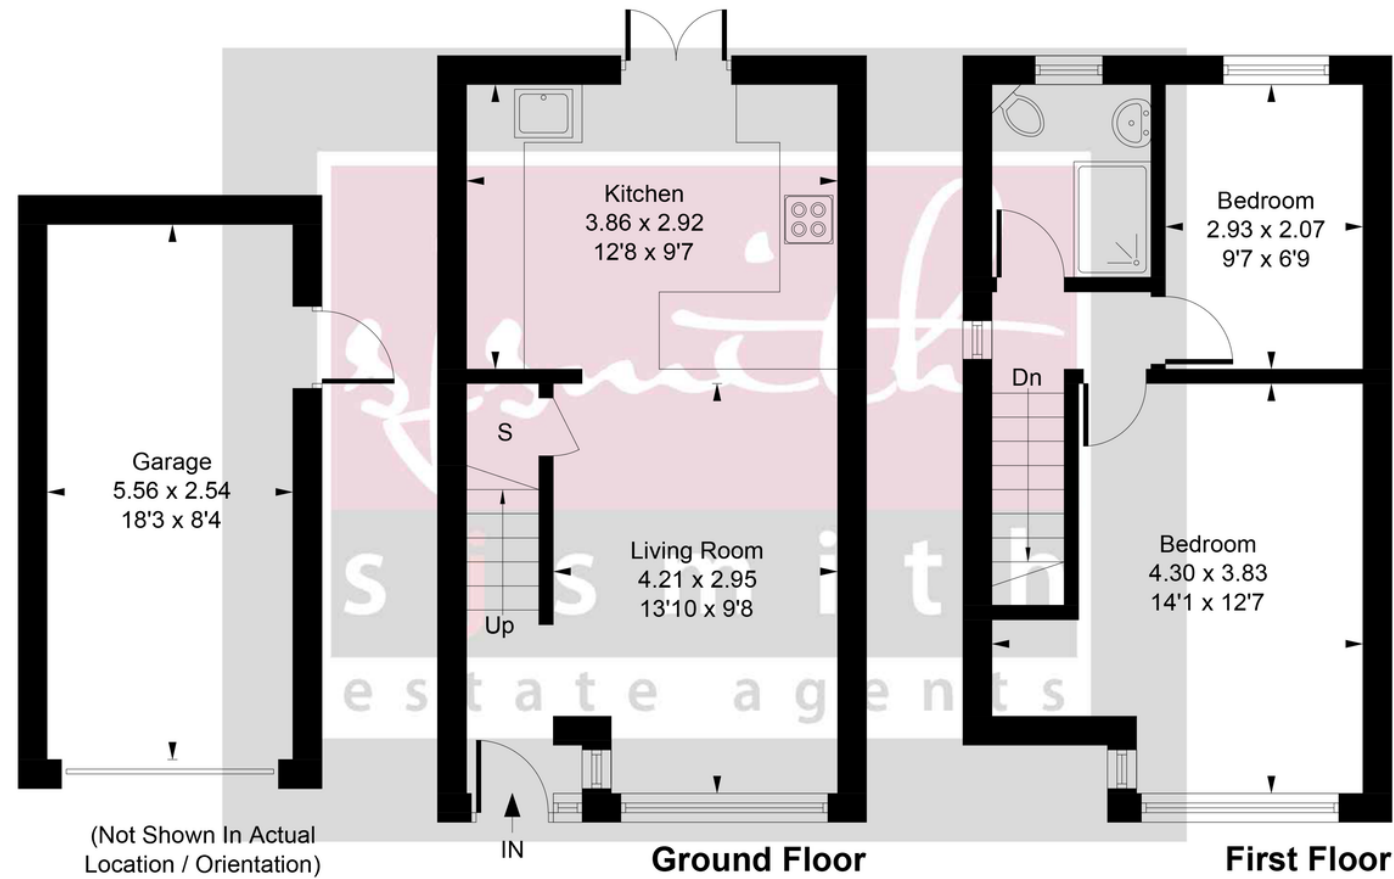 Kitchen
3.86 x 2.92
12'8 x 9'7
Bedroom
2.93 x 2.07
9'7 x 6'9
sjsmith
Dn
S
Garage
5.56 x 2.54
18'3 x 8'4
Living Room
4.21 x 2.95
13'10 x 9'8
Bedroom
4.30 x 3.83
14'1 x 12'7
sjsmith
Up
estate agents
(Not Shown In Actual
Location / Orientation)
IN
Ground Floor
First Floor